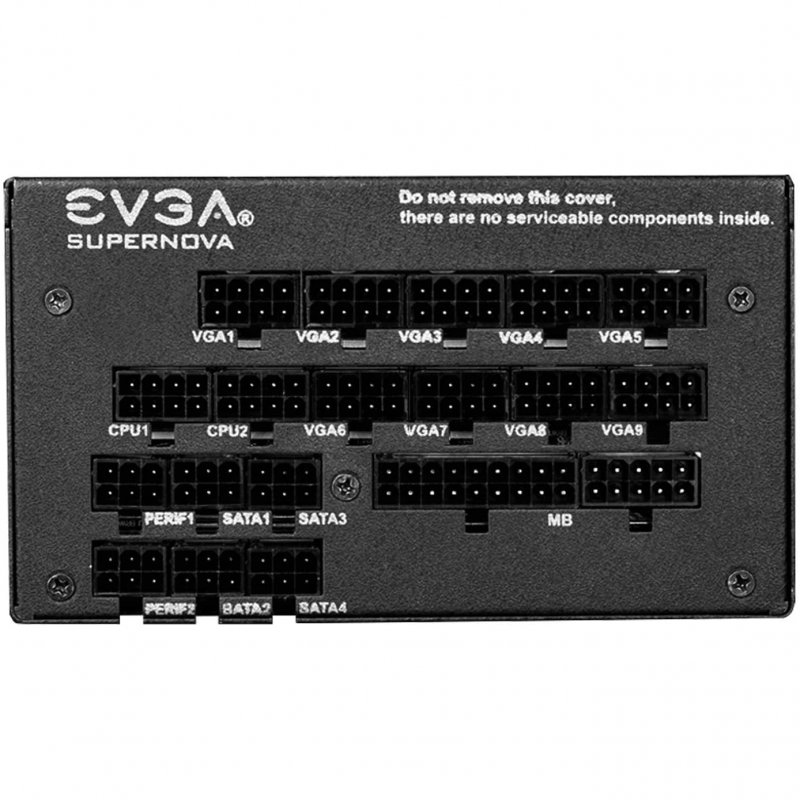 EVGA®
SUPERNOVA
Do not remove this cover,
there are no serviceable components inside.
VGA1 VGA2 VGA3 VGA4 VGA5
CPU1 CPU2 VGA6 VGA7 VGA8 VGA9
PERIF1 SATA1 SATA3 MB
PERIF2 SATA2 SATA4